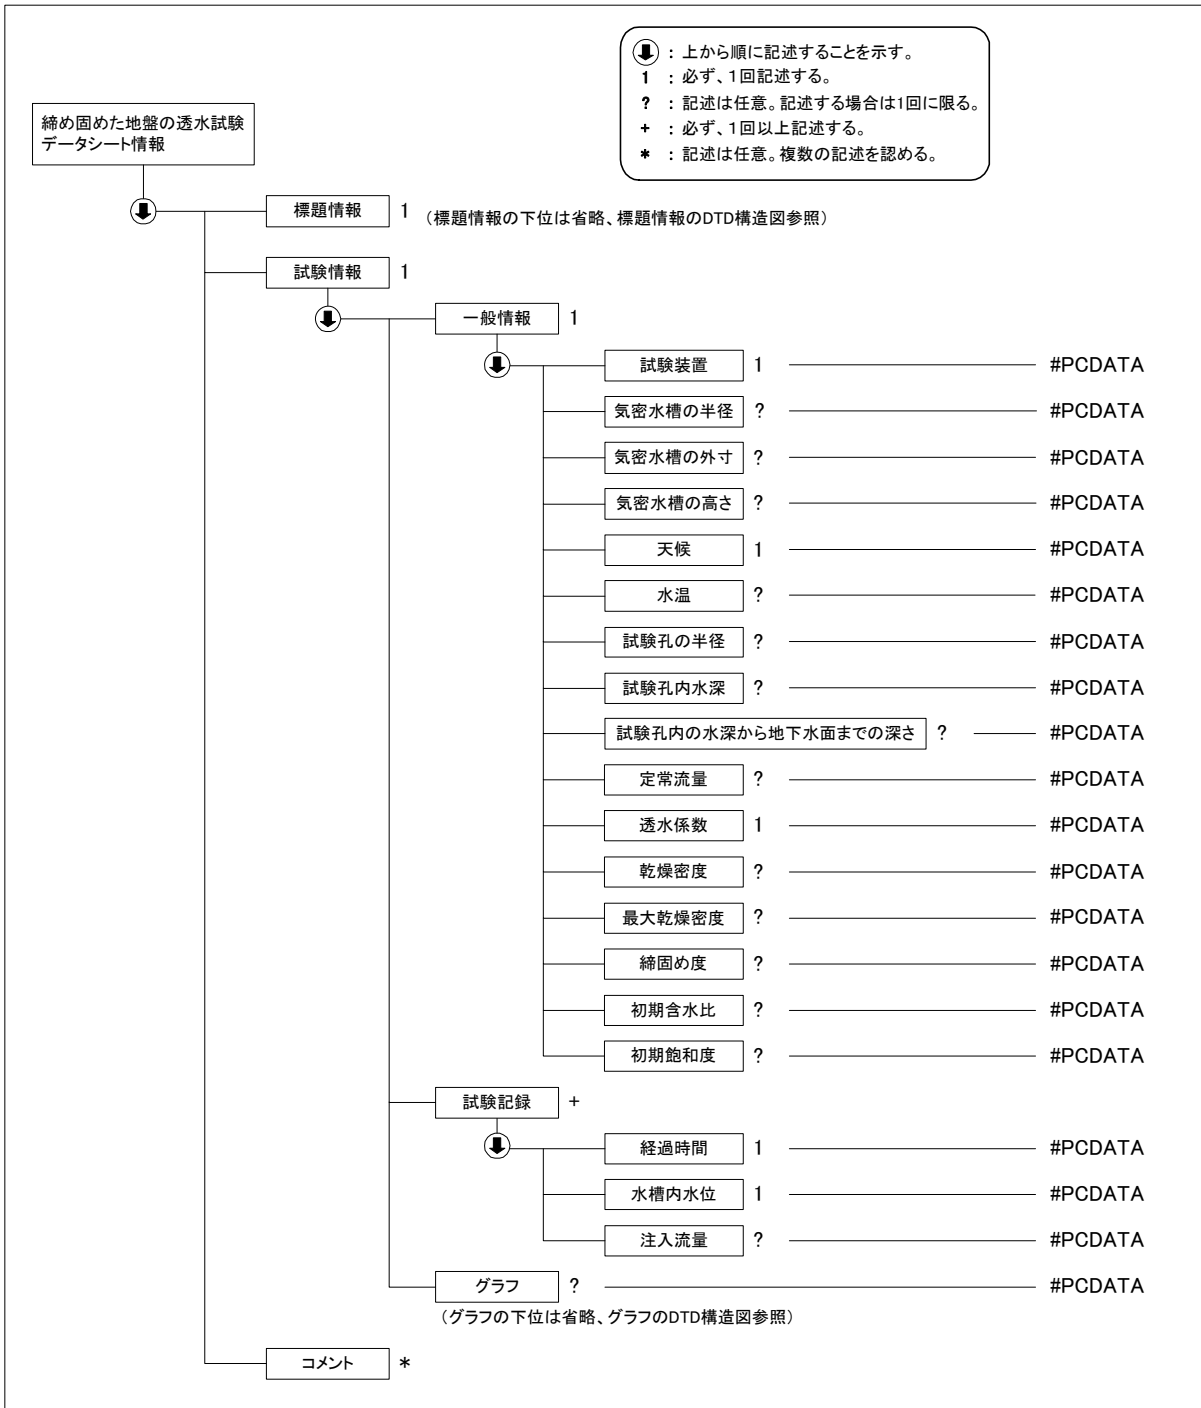 ：上から順に記述することを示す。
1 ：必ず、1回記述する。
? ：記述は任意。記述する場合は1回に限る。
+ ：必ず、1回以上記述する。
* ：記述は任意。複数の記述を認める。
締め固めた地盤の透水試験
データシート情報
標題情報 1 （標題情報の下位は省略、標題情報のDTD構造図参照）
試験情報 1
一般情報 1
試験装置 1 #PCDATA
気密水槽の半径 ? #PCDATA
気密水槽の外寸 ? #PCDATA
気密水槽の高さ ? #PCDATA
天候 1 #PCDATA
水温 ? #PCDATA
試験孔の半径 ? #PCDATA
試験孔内水深 ? #PCDATA
試験孔内の水深から地下水面までの深さ ? #PCDATA
定常流量 ? #PCDATA
透水係数 1 #PCDATA
乾燥密度 ? #PCDATA
最大乾燥密度 ? #PCDATA
締固め度 ? #PCDATA
初期含水比 ? #PCDATA
初期飽和度 ? #PCDATA
試験記録 +
経過時間 1 #PCDATA
水槽内水位 1 #PCDATA
注入流量 ? #PCDATA
グラフ ? #PCDATA
（グラフの下位は省略、グラフのDTD構造図参照）
コメント *